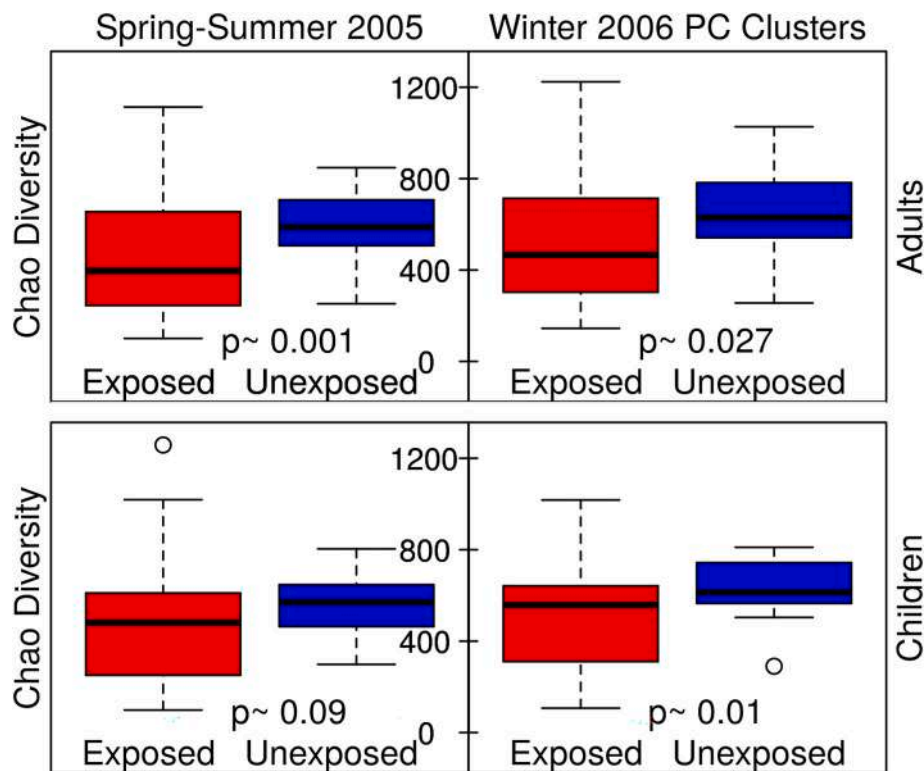 Spring-Summer 2005 Winter 2006 PC Clusters
Chao Diversity
1200
800
400
0
p~ 0.001
p~ 0.027
Exposed Unexposed Exposed Unexposed
Adults
Chao Diversity
1200
800
400
0
p~ 0.09
p~ 0.01
Exposed Unexposed Exposed Unexposed
Children